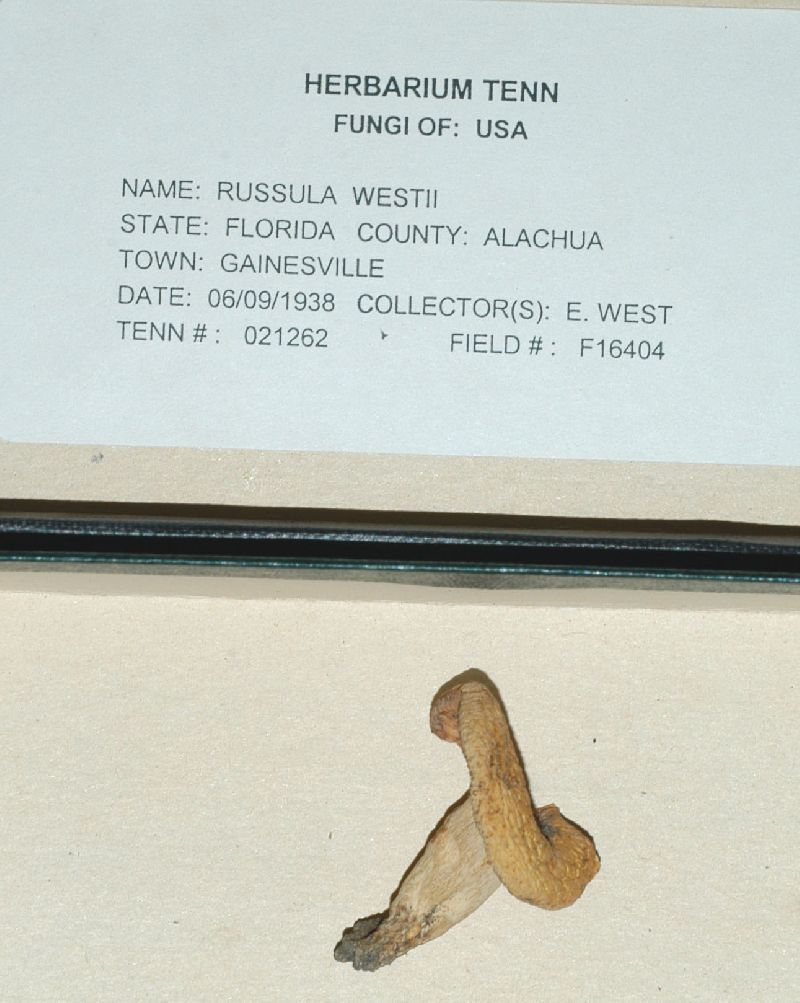 HERBARIUM TENN
FUNGI OF: USA
NAME: RUSSULA WESTII
STATE: FLORIDA COUNTY: ALACHUA
TOWN: GAINESVILLE
DATE: 06/09/1938 COLLECTOR(S): E. WEST
TENN #: 021262 FIELD #: F16404